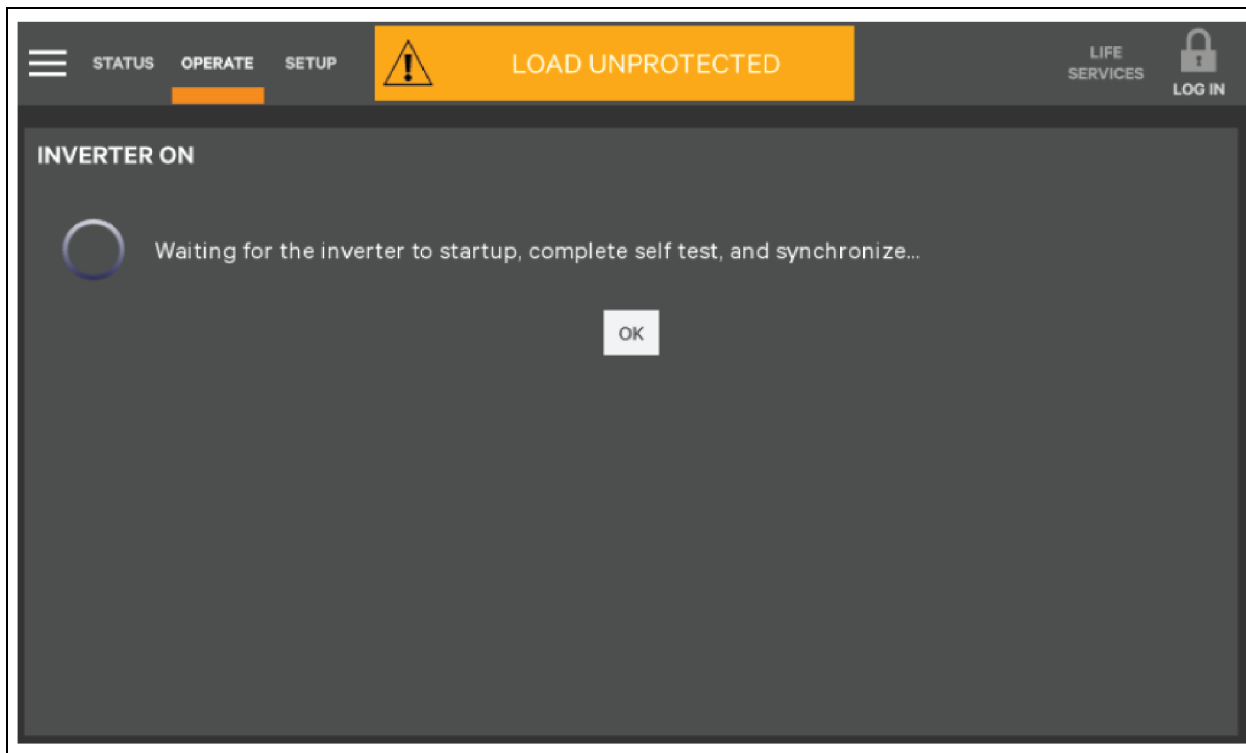 STATUS OPERATE SETUP
LOAD UNPROTECTED
LIFE
SERVICES
LOG IN
INVERTER ON
Waiting for the inverter to startup, complete self test, and synchronize...
OK